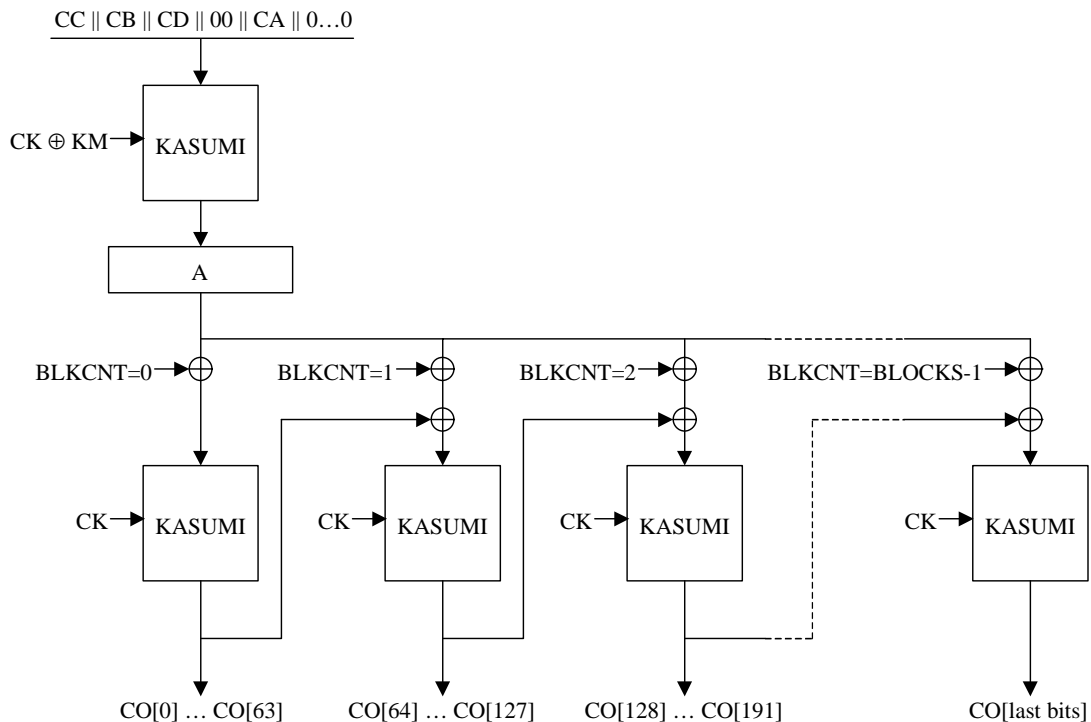 CC || CB || CD || 00 || CA || 0…0
CK ⊕ KM
KASUMI
A
BLKCNT=0
BLKCNT=1
BLKCNT=2
BLKCNT=BLOCKS-1
CK
KASUMI
CK
KASUMI
CK
KASUMI
CK
KASUMI
CO[0] … CO[63]
CO[64] … CO[127]
CO[128] … CO[191]
CO[last bits]